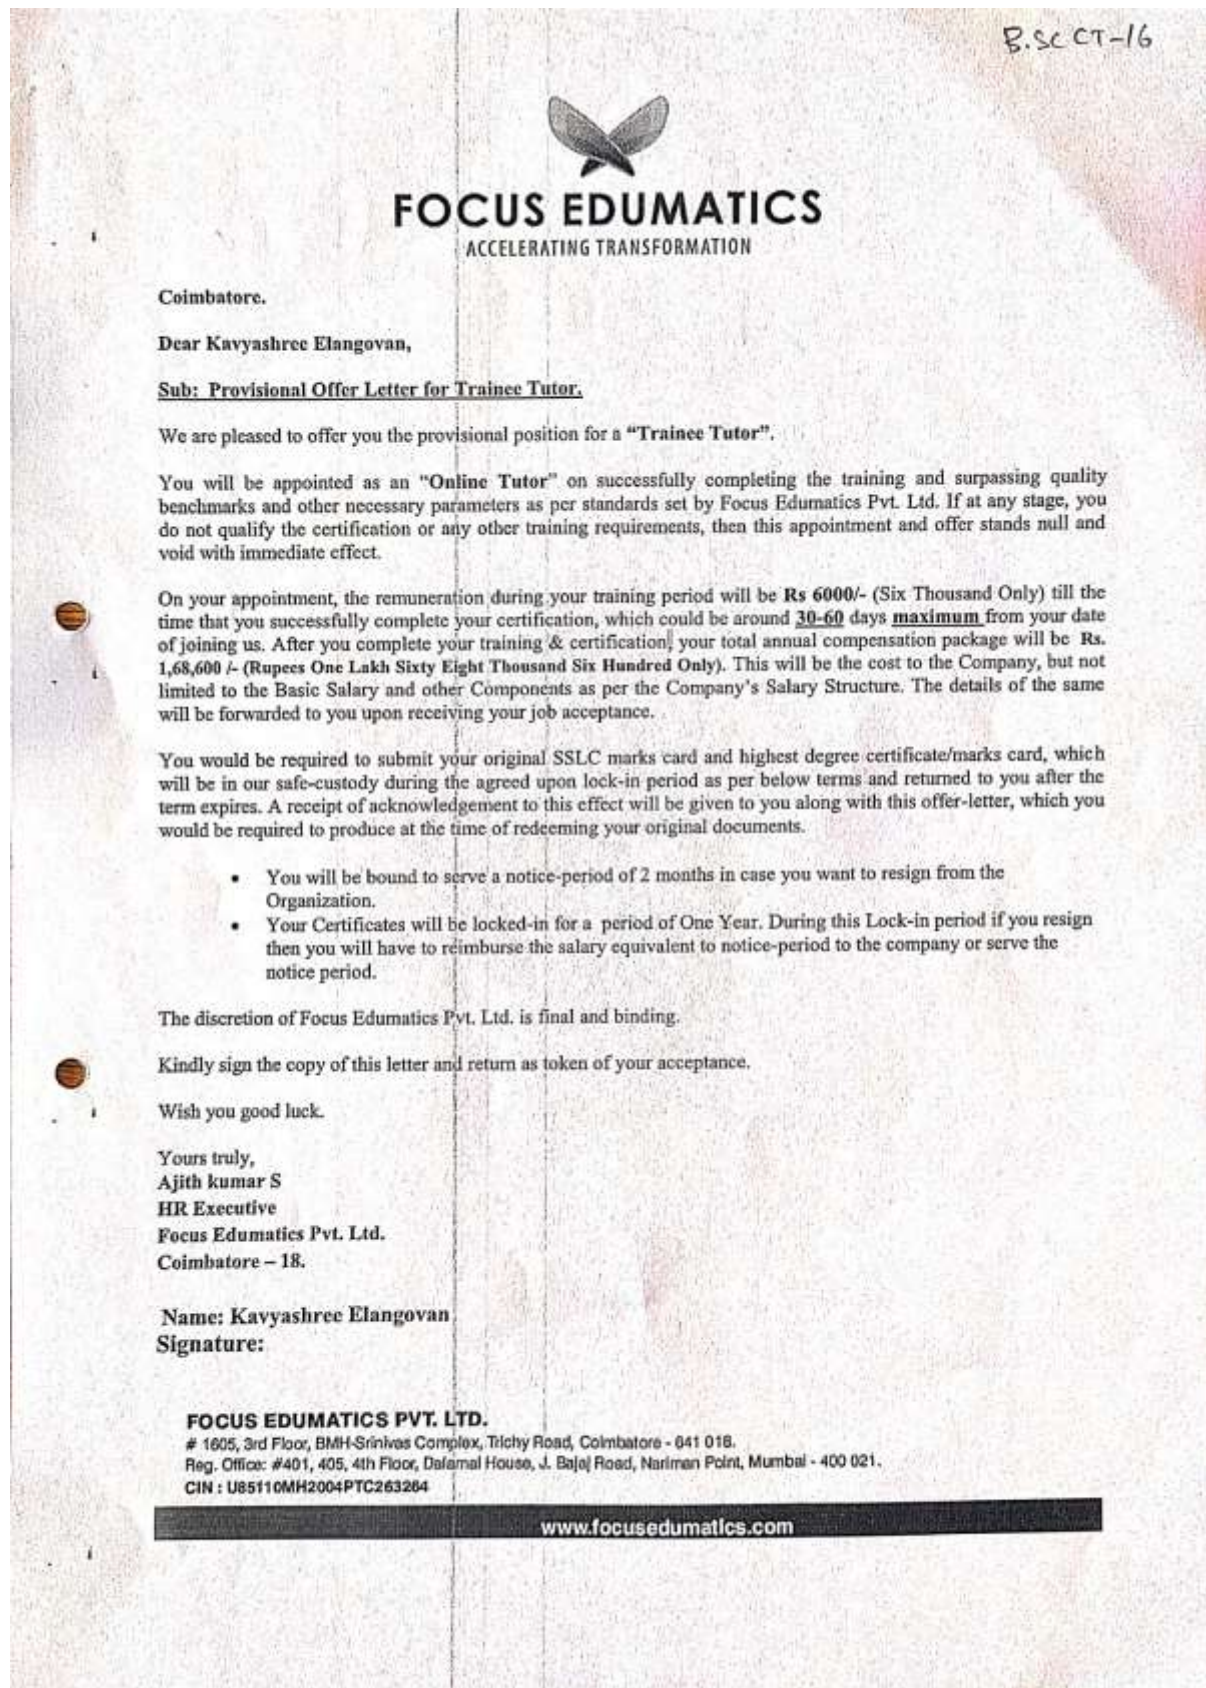 B.SC CT-16
FOCUS EDUMATICS
ACCELERATING TRANSFORMATION
Coimbatore.
Dear Kavyashree Elangovan,
Sub: Provisional Offer Letter for Trainee Tutor.
We are pleased to offer you the provisional position for a “Trainee Tutor”.
You will be appointed as an “Online Tutor” on successfully completing the training and surpassing quality
benchmarks and other necessary parameters as per standards set by Focus Edumatics Pvt. Ltd. If at any stage, you
do not qualify the certification or any other training requirements, then this appointment and offer stands null and
void with immediate effect.
On your appointment, the remuneration during your training period will be Rs 6000/- (Six Thousand Only) till the
time that you successfully complete your certification, which could be around 30-60 days maximum from your date
of joining us. After you complete your training & certification, your total annual compensation package will be Rs.
1,68,600 /- (Rupees One Lakh Sixty Eight Thousand Six Hundred Only). This will be the cost to the Company, but not
limited to the Basic Salary and other Components as per the Company's Salary Structure. The details of the same
will be forwarded to you upon receiving your job acceptance.
You would be required to submit your original SSLC marks card and highest degree certificate/marks card, which
will be in our safe-custody during the agreed upon lock-in period as per below terms and returned to you after the
term expires. A receipt of acknowledgement to this effect will be given to you along with this offer-letter, which you
would be required to produce at the time of redeeming your original documents.
• You will be bound to serve a notice-period of 2 months in case you want to resign from the
Organization.
• Your Certificates will be locked-in for a period of One Year. During this Lock-in period if you resign
then you will have to reimburse the salary equivalent to notice-period to the company or serve the
notice period.
The discretion of Focus Edumatics Pvt. Ltd. is final and binding.
Kindly sign the copy of this letter and return as token of your acceptance.
Wish you good luck.
Yours truly,
Ajith kumar S
HR Executive
Focus Edumatics Pvt. Ltd.
Coimbatore – 18.
Name: Kavyashree Elangovan
Signature:
FOCUS EDUMATICS PVT. LTD.
# 1605, 3rd Floor, BMH-Srinivas Complex, Trichy Road, Coimbatore - 641 018.
Reg. Office: #401, 405, 4th Floor, Dalamal House, J. Bajaj Road, Nariman Point, Mumbai - 400 021.
CIN : U85110MH2004PTC263264
www.focusedumatics.com